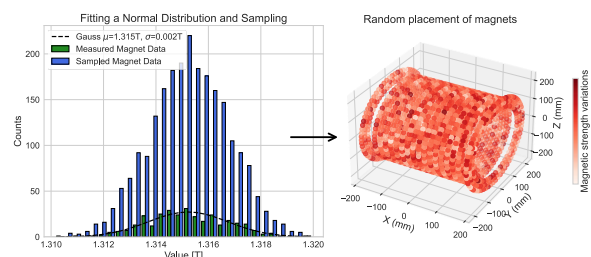 Fitting a Normal Distribution and Sampling
Gauss μ=1,315T, σ=0,002T
Measured Magnet Data
Sampled Magnet Data
200
150
100
50
0
Counts
1.310
1.312
1.314
1.316
1.318
1.320
Value [T]
Random placement of magnets
200
100
0
−100
−200
Z (mm)
−200
−100
0
100
200
X (mm)
200
100
0
−100
−200
Y (mm)
Magnetic strength variations